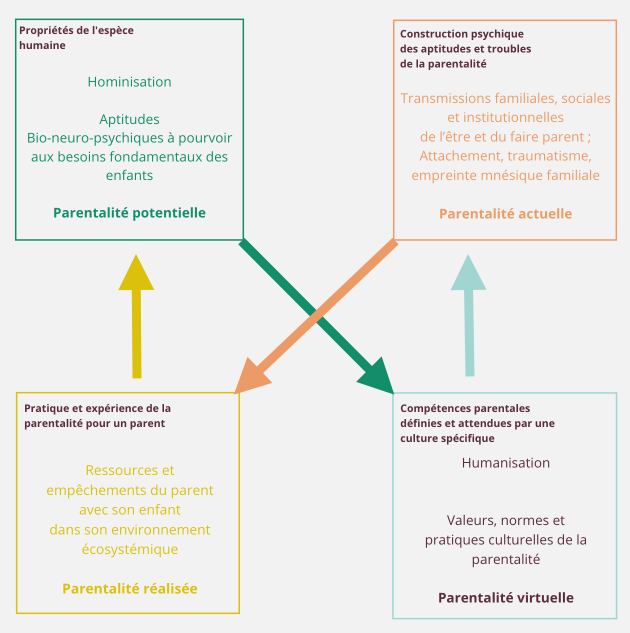 Propriétés de l'espèce
humaine
Hominisation
Aptitudes
Bio-neuro-psychiques à pourvoir
aux besoins fondamentaux des
enfants
Parentalité potentielle
Construction psychique
des aptitudes et troubles
de la parentalité
Transmissions familiales, sociales
et institutionnelles
de l’être et du faire parent ;
Attachement, traumatisme,
empreinte mnésique familiale
Parentalité actuelle
Pratique et expérience de la
parentalité pour un parent
Ressources et
empêchements du parent
avec son enfant
dans son environnement
écosystémique
Parentalité réalisée
Compétences parentales
définies et attendues par une
culture spécifique
Humanisation
Valeurs, normes et
pratiques culturelles de la
parentalité
Parentalité virtuelle